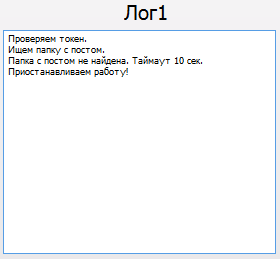 Лог1
Проверяем токен.
Ищем папку с постом.
Папка с постом не найдена. Таймаут 10 сек.
Приостанавливаем работу!